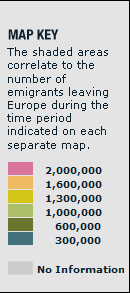 MAP KEY
The shaded areas
correlate to the
number of
emigrants leaving
Europe during the
time period
indicated on each
separate map.
2,000,000
1,600,000
1,300,000
1,000,000
600,000
300,000
No Information